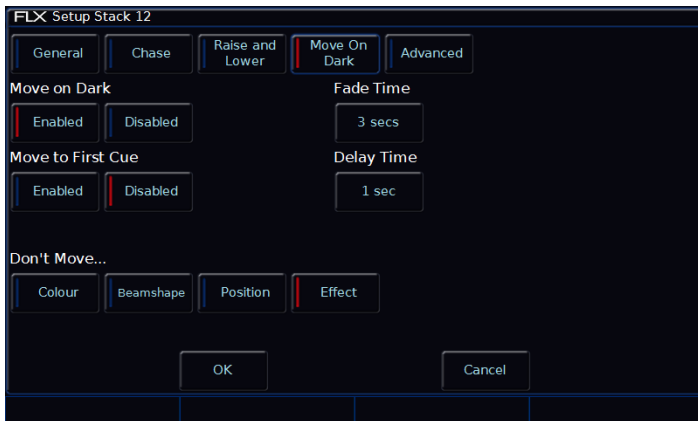 FLX Setup Stack 12
General
Chase
Raise and
Lower
Move On
Dark
Advanced
Move on Dark
Fade Time
Enabled
Disabled
3 secs
Move to First Cue
Delay Time
Enabled
Disabled
1 sec
Don't Move...
Colour
Beamshape
Position
Effect
OK
Cancel